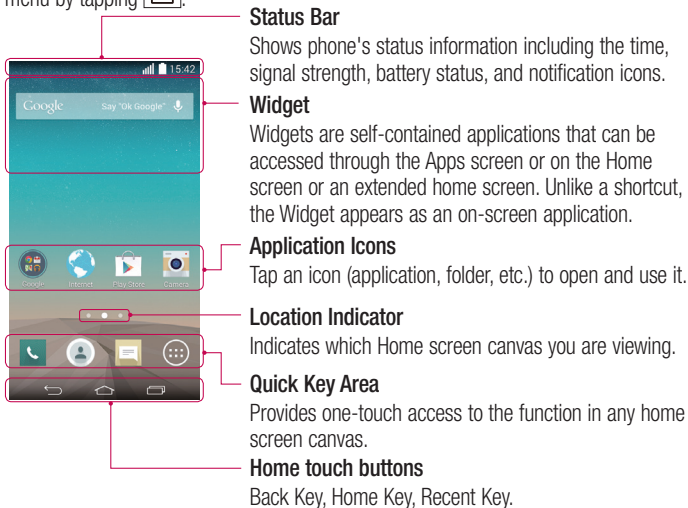 menu by tapping
Status Bar
Shows phone's status information including the time,
signal strength, battery status, and notification icons.
15:42
Google Say "Ok Google"
Widget
Widgets are self-contained applications that can be
accessed through the Apps screen or on the Home
screen or an extended home screen. Unlike a shortcut,
the Widget appears as an on-screen application.
Google Internet Play Store Camera
Application Icons
Tap an icon (application, folder, etc.) to open and use it.
Location Indicator
Indicates which Home screen canvas you are viewing.
Quick Key Area
Provides one-touch access to the function in any home
screen canvas.
Home touch buttons
Back Key, Home Key, Recent Key.